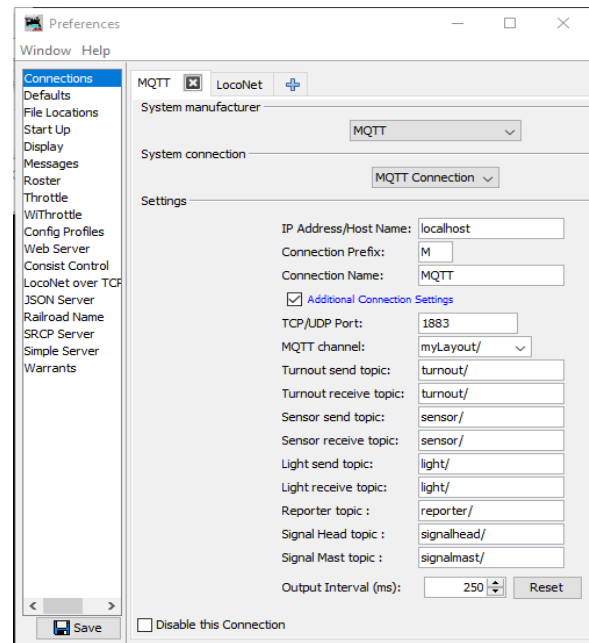 Preferences
Window Help
Connections
Defaults
File Locations
Start Up
Display
Messages
Roster
Throttle
WiThrottle
Config Profiles
Web Server
Consist Control
LocoNet over TCP
JSON Server
Railroad Name
SRCP Server
Simple Server
Warrants
Save
MQTT LocoNet
System manufacturer
MQTT
System connection
MQTT Connection
Settings
IP Address/Host Name: localhost
Connection Prefix: M
Connection Name: MQTT
Additional Connection Settings
TCP/UDP Port: 1883
MQTT channel: myLayout/
Turnout send topic: turnout/
Turnout receive topic: turnout/
Sensor send topic: sensor/
Sensor receive topic: sensor/
Light send topic: light/
Light receive topic: light/
Reporter topic : reporter/
Signal Head topic : signalhead/
Signal Mast topic : signalmast/
Output Interval (ms): 250 Reset
Disable this Connection